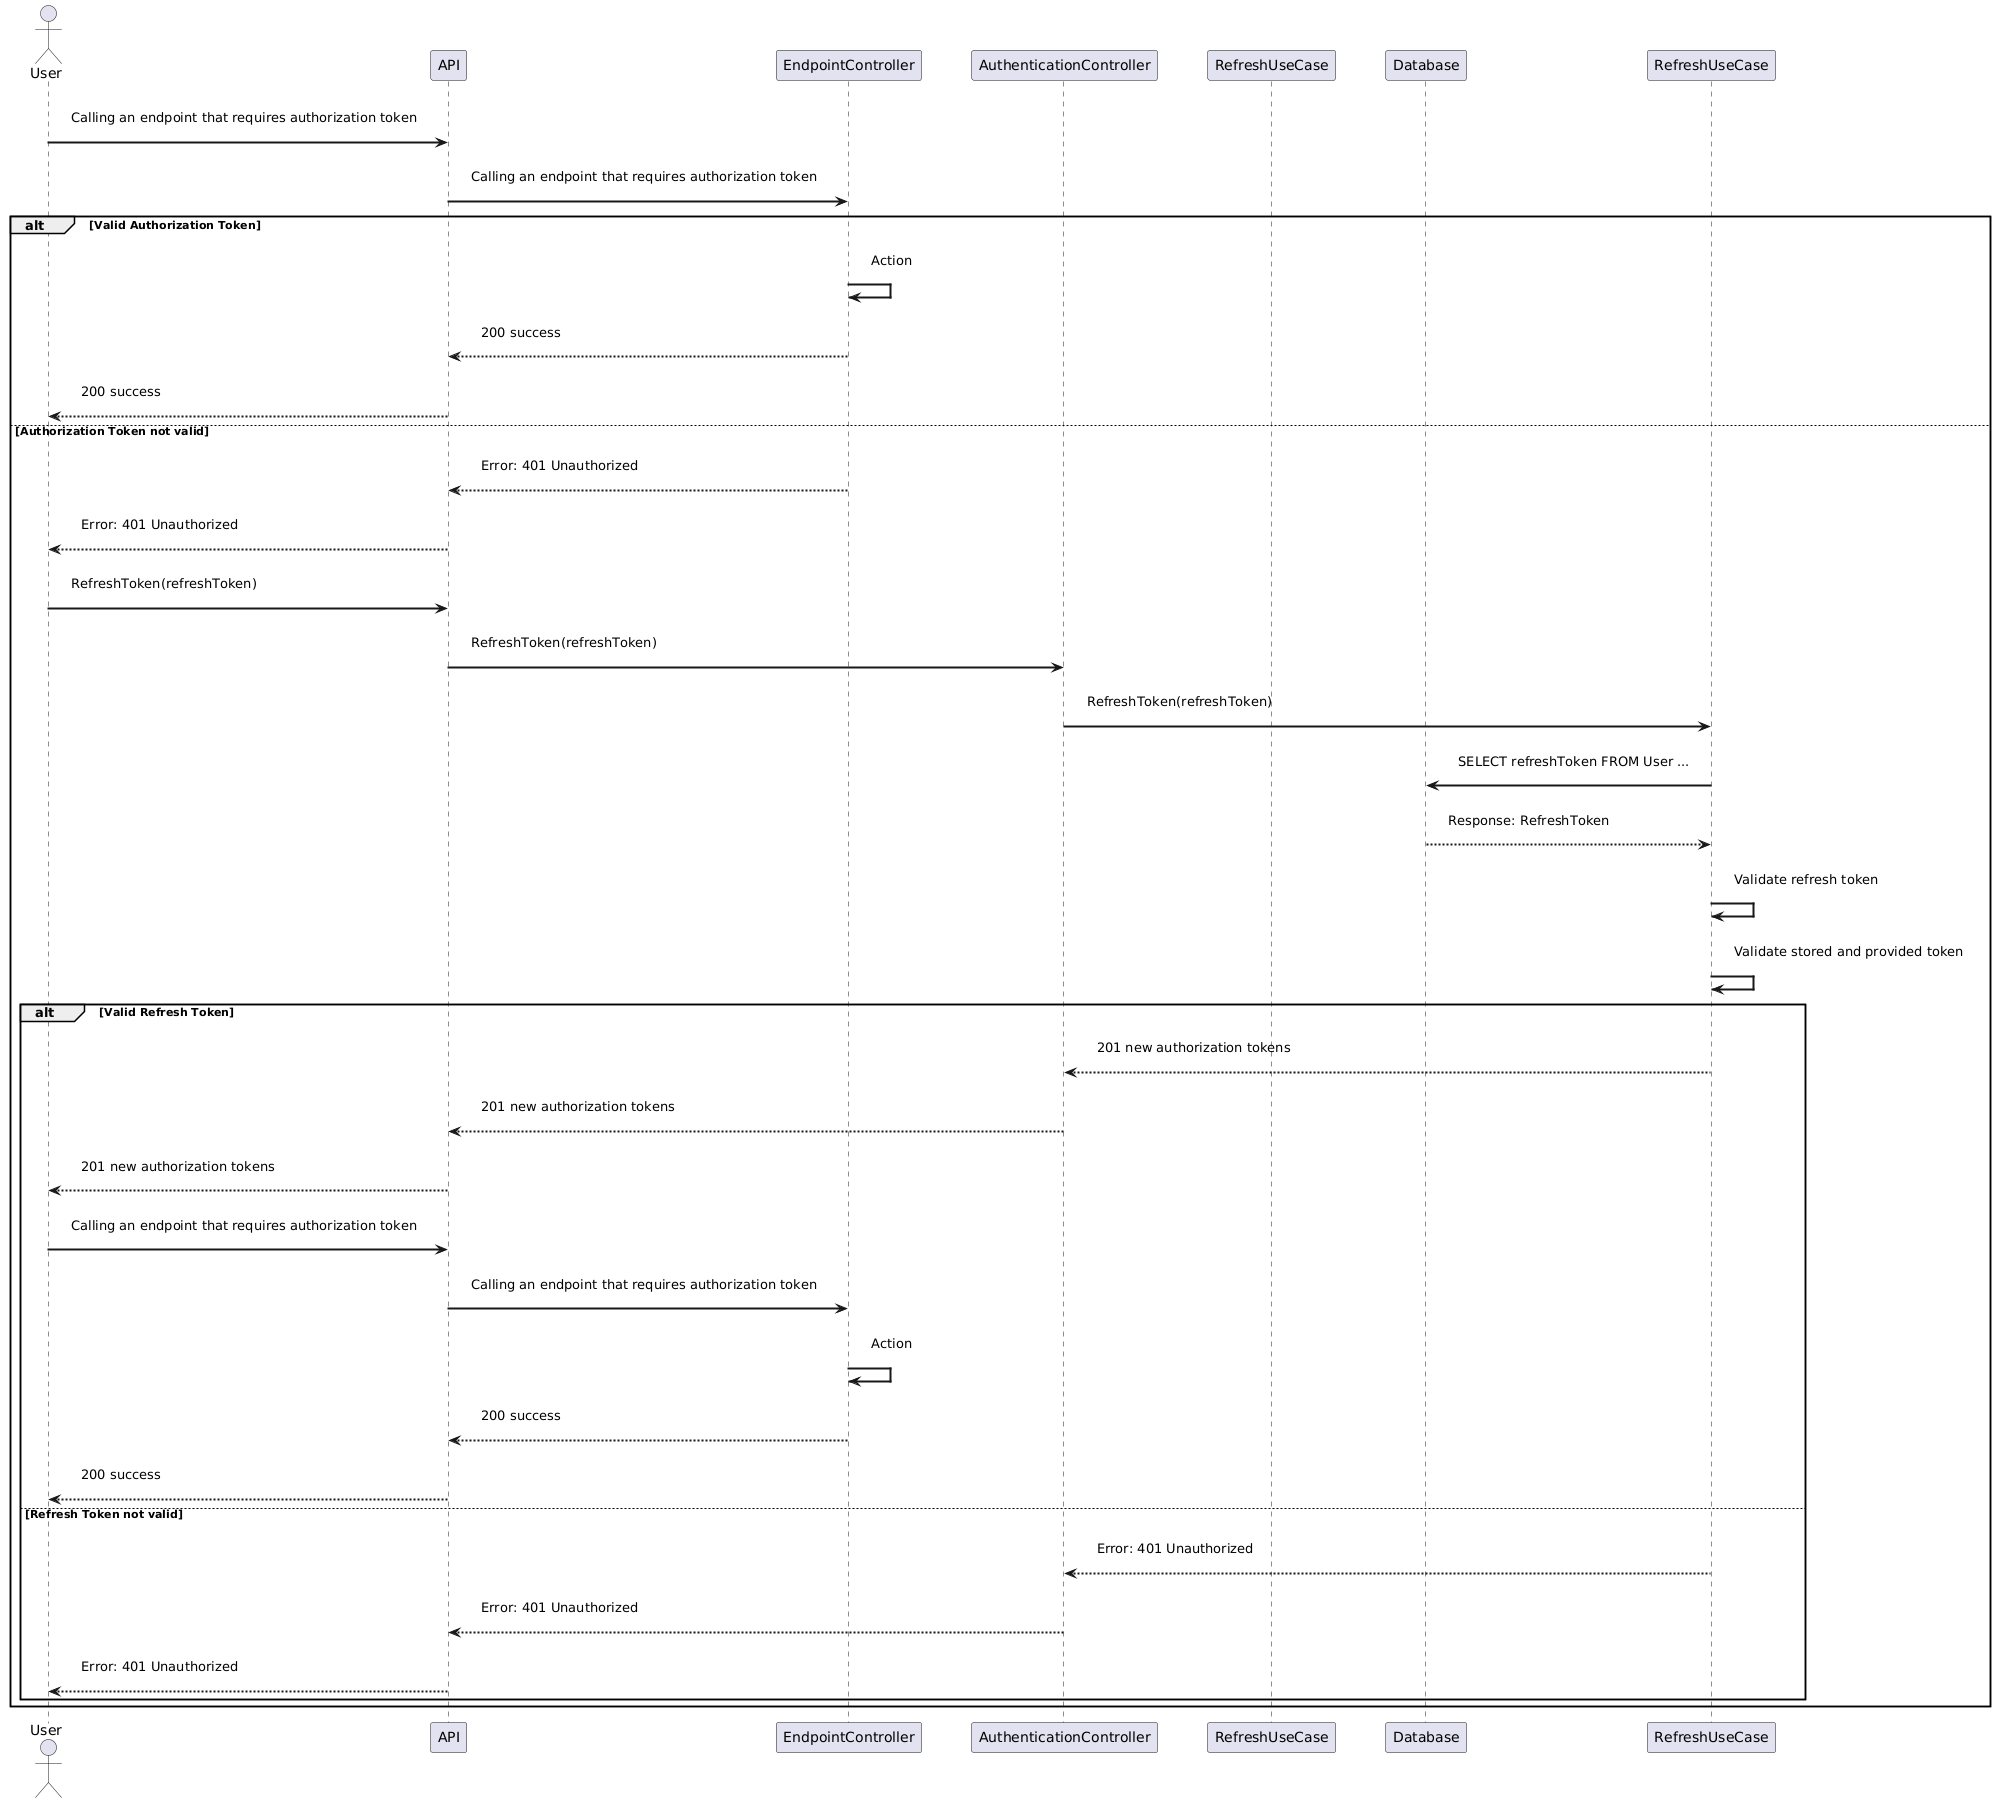 User
API
EndpointController
AuthenticationController
RefreshUseCase
Database
RefreshUseCase
Calling an endpoint that requires authorization token
Calling an endpoint that requires authorization token
alt
[Valid Authorization Token]
Action
200 success
200 success
[Authorization Token not valid]
Error: 401 Unauthorized
Error: 401 Unauthorized
RefreshToken(refreshToken)
RefreshToken(refreshToken)
RefreshToken(refreshToken)
SELECT refreshToken FROM User ...
Response: RefreshToken
Validate refresh token
Validate stored and provided token
alt
[Valid Refresh Token]
201 new authorization tokens
201 new authorization tokens
201 new authorization tokens
Calling an endpoint that requires authorization token
Calling an endpoint that requires authorization token
Action
200 success
200 success
[Refresh Token not valid]
Error: 401 Unauthorized
Error: 401 Unauthorized
Error: 401 Unauthorized
User
API
EndpointController
AuthenticationController
RefreshUseCase
Database
RefreshUseCase